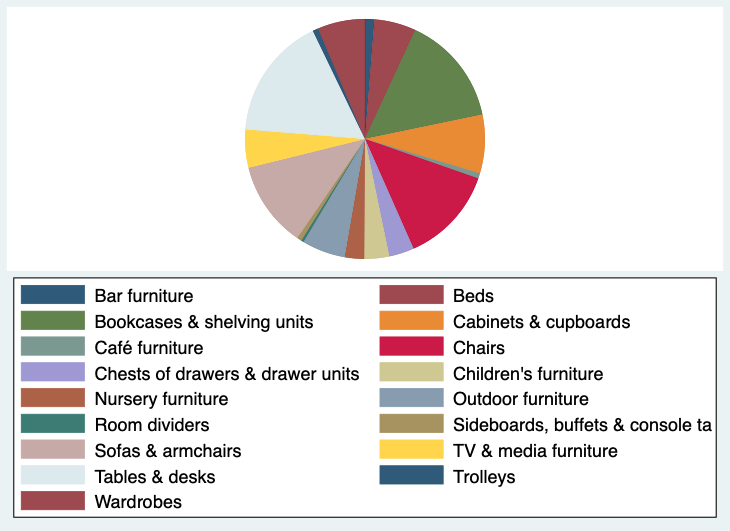 Bar furniture
Beds
Bookcases & shelving units
Cabinets & cupboards
Café furniture
Chairs
Chests of drawers & drawer units
Children's furniture
Nursery furniture
Outdoor furniture
Room dividers
Sideboards, buffets & console ta
Sofas & armchairs
TV & media furniture
Tables & desks
Trolleys
Wardrobes